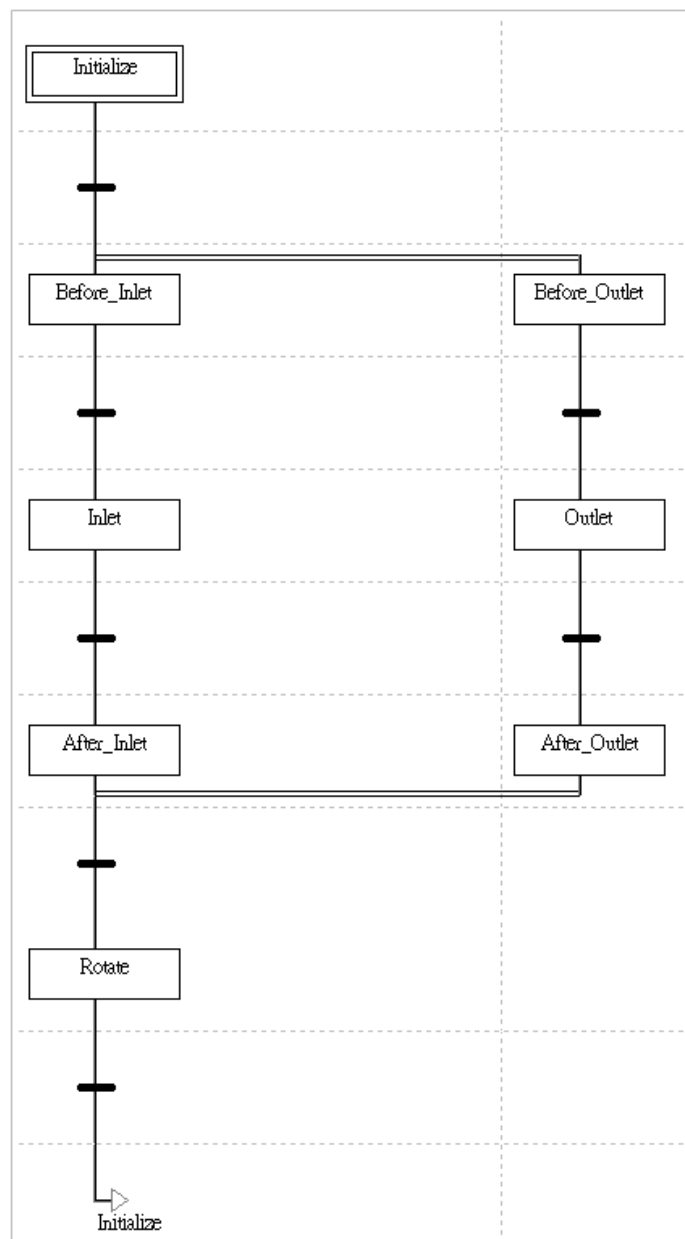 Initialize
Before_Inlet
Before_Outlet
Inlet
Outlet
After_Inlet
After_Outlet
Rotate
Initialize